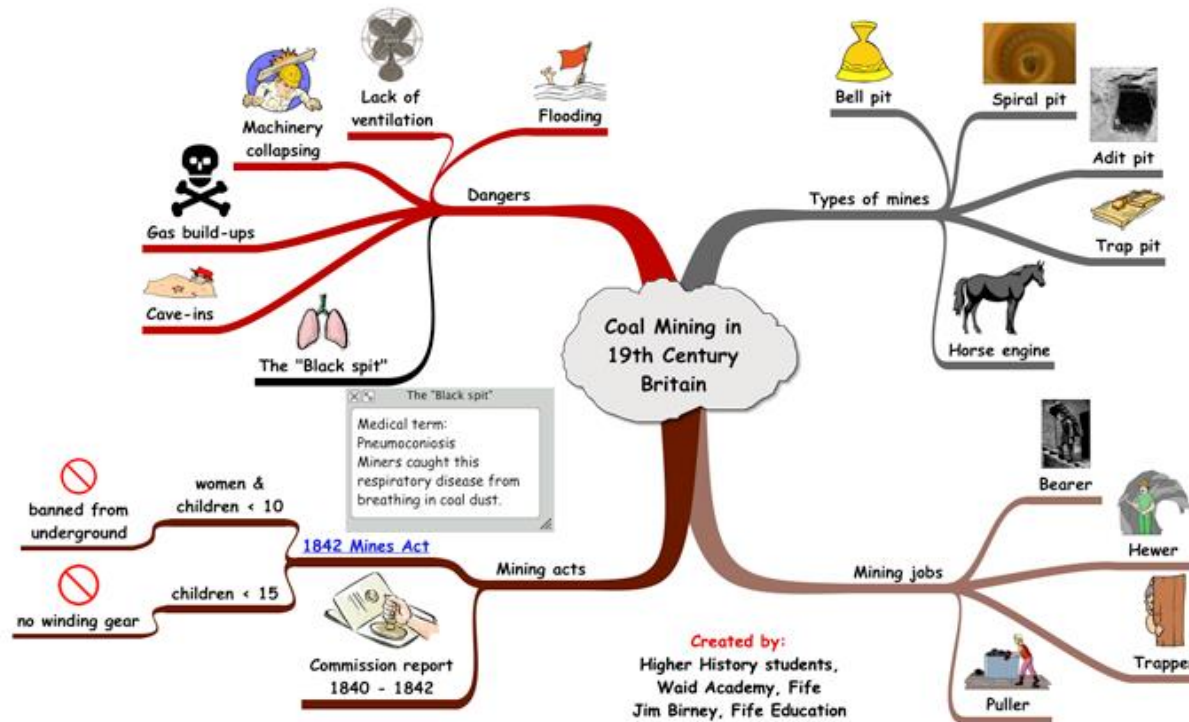 Lack of
ventilation
Flooding
Machinery
collapsing
Dangers
Gas build-ups
Cave-ins
The "Black spit"
Bell pit
Spiral pit
Adit pit
Types of mines
Trap pit
Horse engine
Coal Mining in
19th Century
Britain
The "Black spit"
Medical term:
Pneumoconiosis
Miners caught this
respiratory disease from
breathing in coal dust.
women &
children < 10
banned from
underground
1842 Mines Act
Mining acts
children < 15
no winding gear
Commission report
1840 - 1842
Bearer
Hewer
Mining jobs
Trapper
Puller
Created by:
Higher History students,
Waid Academy, Fife
Jim Birney, Fife Education